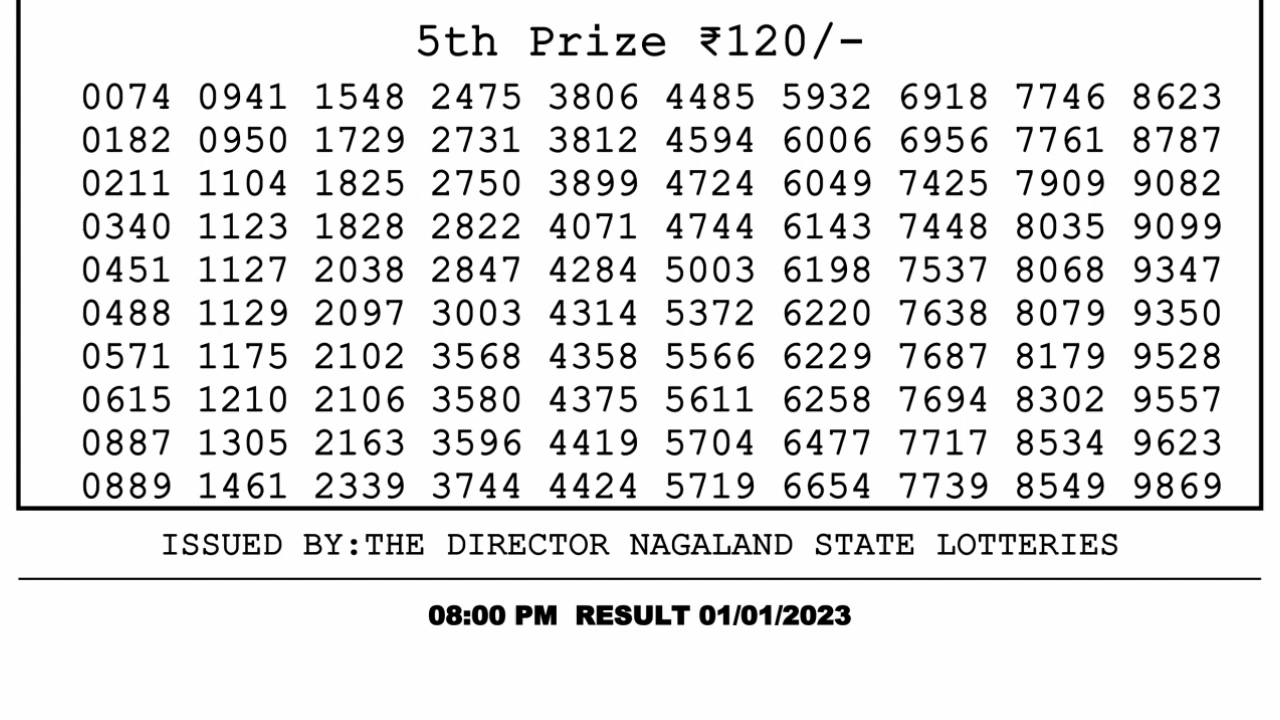 5th Prize ₹120/-
0074 0941 1548 2475 3806 4485 5932 6918 7746 8623
0182 0950 1729 2731 3812 4594 6006 6956 7761 8787
0211 1104 1825 2750 3899 4724 6049 7425 7909 9082
0340 1123 1828 2822 4071 4744 6143 7448 8035 9099
0451 1127 2038 2847 4284 5003 6198 7537 8068 9347
0488 1129 2097 3003 4314 5372 6220 7638 8079 9350
0571 1175 2102 3568 4358 5566 6229 7687 8179 9528
0615 1210 2106 3580 4375 5611 6258 7694 8302 9557
0887 1305 2163 3596 4419 5704 6477 7717 8534 9623
0889 1461 2339 3744 4424 5719 6654 7739 8549 9869
ISSUED BY:THE DIRECTOR NAGALAND STATE LOTTERIES
08:00 PM RESULT 01/01/2023